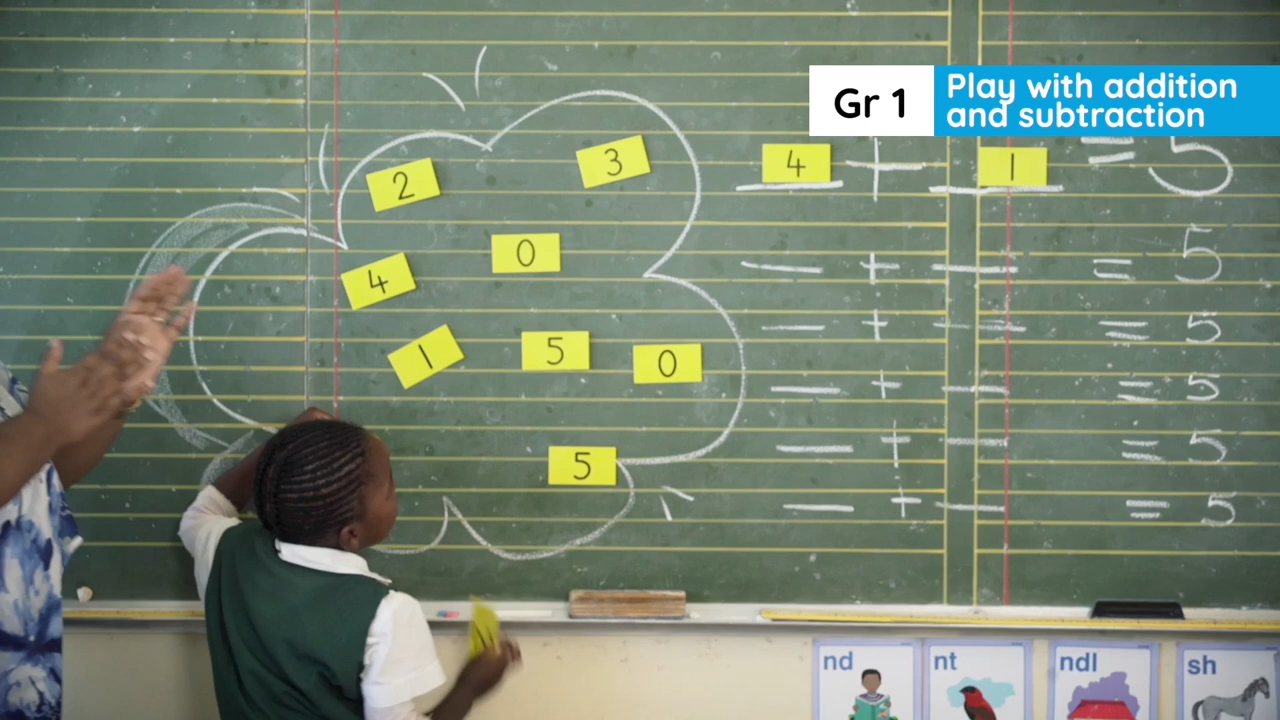 Gr 1
Play with addition
and subtraction
2
3
4
0
1
5
0
5
4 + 1 = 5
_ + _ = 5
_ + _ = 5
_ + _ = 5
_ + _ = 5
_ + _ = 5
nd
nt
ndl
sh